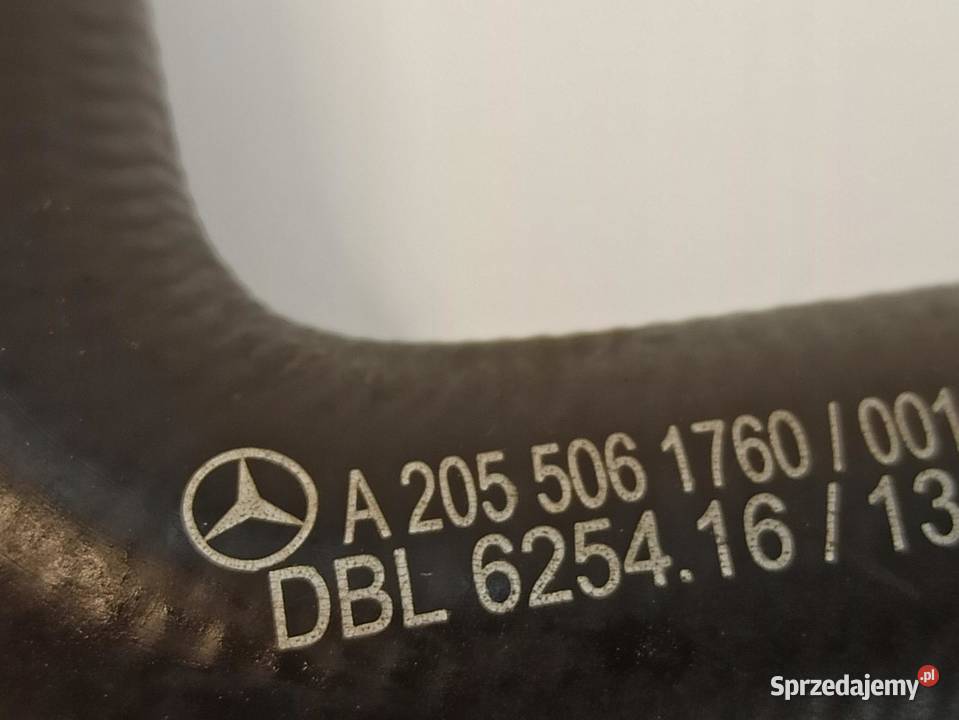 A 205 506 1760 / 001
DBL 6254.16 / 13
Sprzedajemy.pl